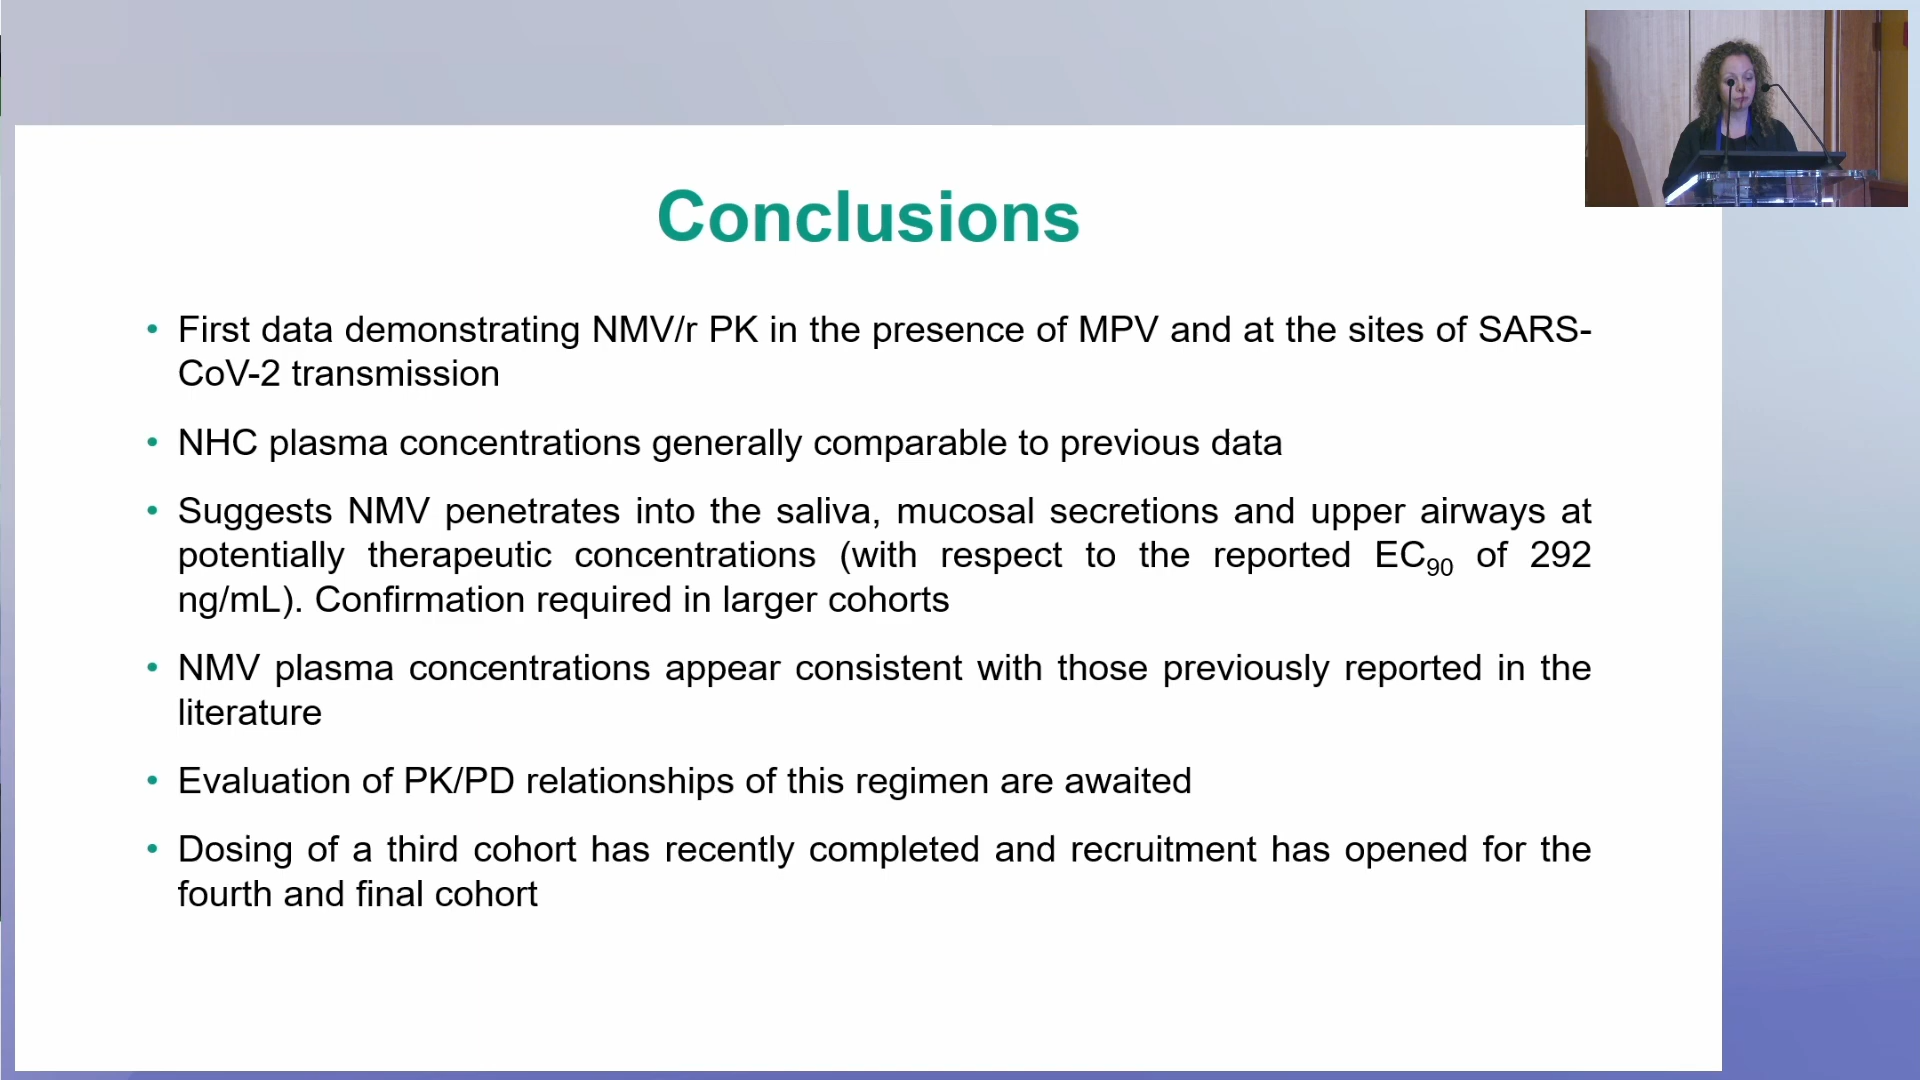 Conclusions
• First data demonstrating NMV/r PK in the presence of MPV and at the sites of SARS-
CoV-2 transmission
• NHC plasma concentrations generally comparable to previous data
• Suggests NMV penetrates into the saliva, mucosal secretions and upper airways at
potentially therapeutic concentrations (with respect to the reported EC90 of 292
ng/mL). Confirmation required in larger cohorts
• NMV plasma concentrations appear consistent with those previously reported in the
literature
• Evaluation of PK/PD relationships of this regimen are awaited
• Dosing of a third cohort has recently completed and recruitment has opened for the
fourth and final cohort